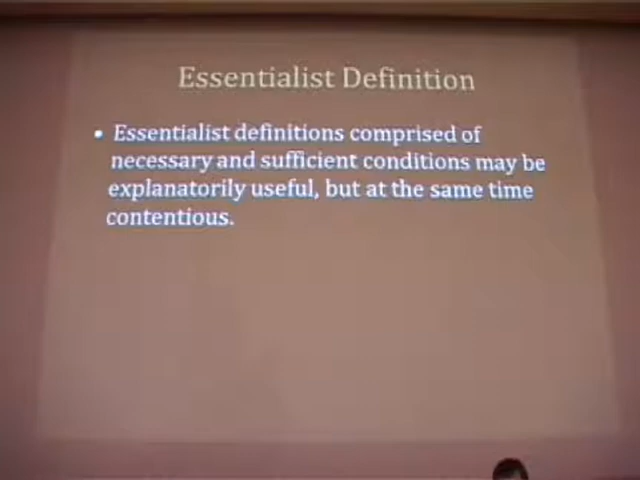 Essentialist Definition
• Essentialist definitions comprised of
necessary and sufficient conditions may be
explanatorily useful, but at the same time
contentious.